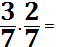 3/7 · 2/7 =